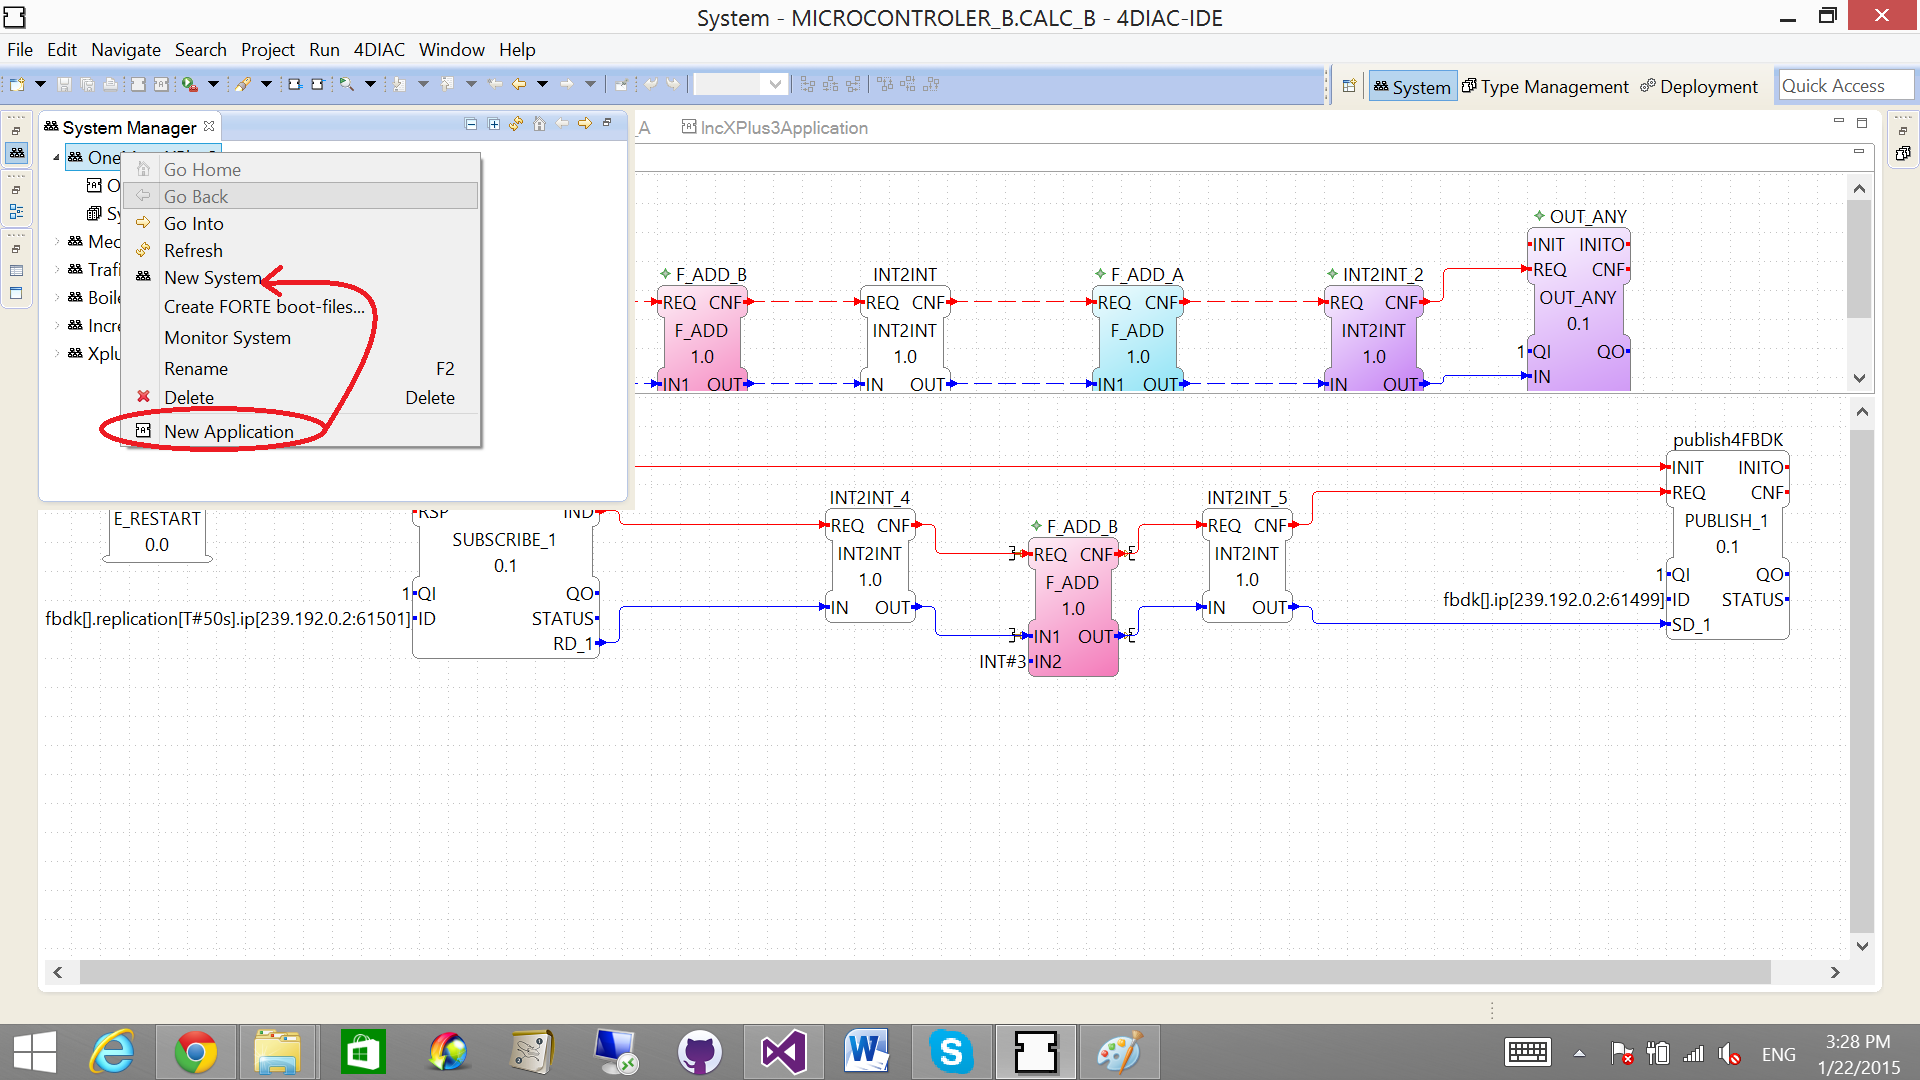 System - MICROCONTROLER_B.CALC_B - 4DIAC-IDE
File Edit Navigate Search Project Run 4DIAC Window Help
System Type Management Deployment Quick Access
System Manager
_A IncXPlus3Application
Go Home
Go Back
Go Into
Refresh
New System
Create FORTE boot-files...
Monitor System
Rename F2
Delete Delete
New Application
F_ADD_B
REQ CNF
F_ADD
1.0
IN1 OUT
INT2INT
REQ CNF
INT2INT
1.0
IN OUT
F_ADD_A
REQ CNF
F_ADD
1.0
IN1 OUT
INT2INT_2
REQ CNF
INT2INT
1.0
IN OUT
OUT_ANY
INIT INITO
REQ CNF
OUT_ANY
0.1
1 QI QO
IN
E_RESTART
0.0
RSP IND
SUBSCRIBE_1
0.1
1 QI QO
fbdk[].replication[T#50s].ip[239.192.0.2:61501] ID STATUS
RD_1
INT2INT_4
REQ CNF
INT2INT
1.0
IN OUT
F_ADD_B
REQ CNF
F_ADD
1.0
IN1 OUT
INT#3 IN2
INT2INT_5
REQ CNF
INT2INT
1.0
IN OUT
publish4FBDK
INIT INITO
REQ CNF
PUBLISH_1
0.1
1 QI QO
fbdk[].ip[239.192.0.2:61499] ID STATUS
SD_1
ENG
3:28 PM
1/22/2015